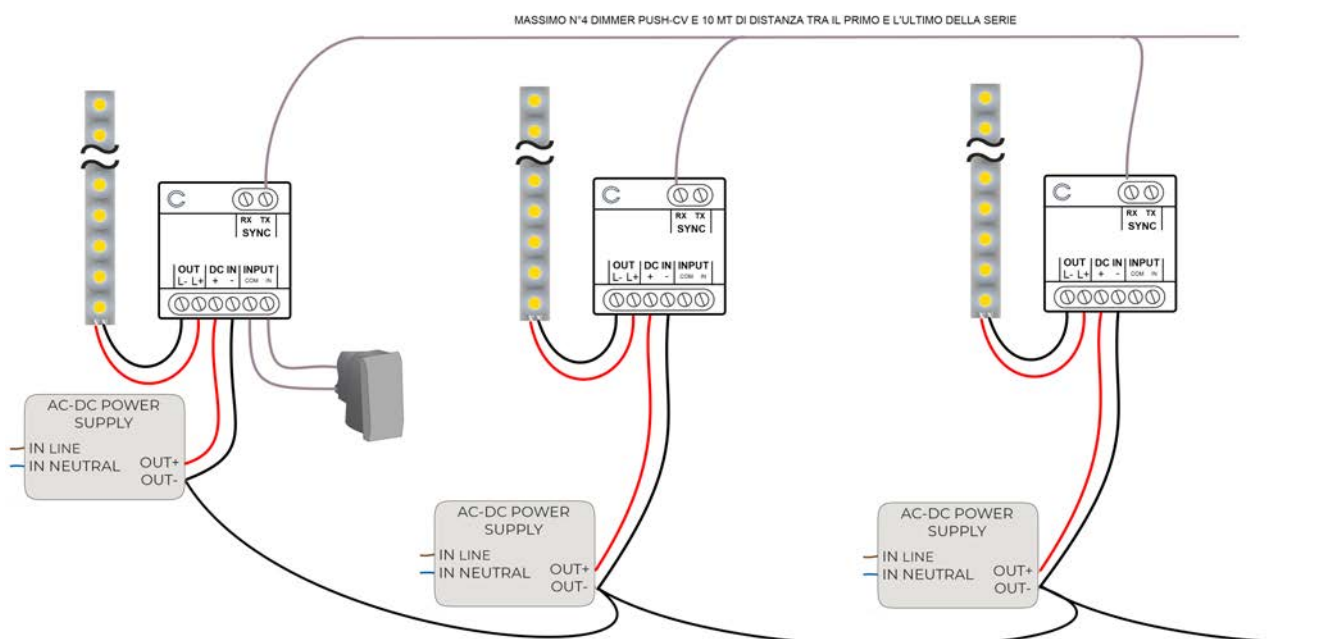 MASSIMO N°4 DIMMER PUSH-CV E 10 MT DI DISTANZA TRA IL PRIMO E L'ULTIMO DELLA SERIE
RX TX
SYNC
OUT DC IN INPUT
L- L+ + - COM IN
RX TX
SYNC
OUT DC IN INPUT
L- L+ + - COM IN
RX TX
SYNC
OUT DC IN INPUT
L- L+ + - COM IN
AC-DC POWER
SUPPLY
IN LINE
IN NEUTRAL OUT+
OUT-
AC-DC POWER
SUPPLY
IN LINE
IN NEUTRAL OUT+
OUT-
AC-DC POWER
SUPPLY
IN LINE
IN NEUTRAL OUT+
OUT-